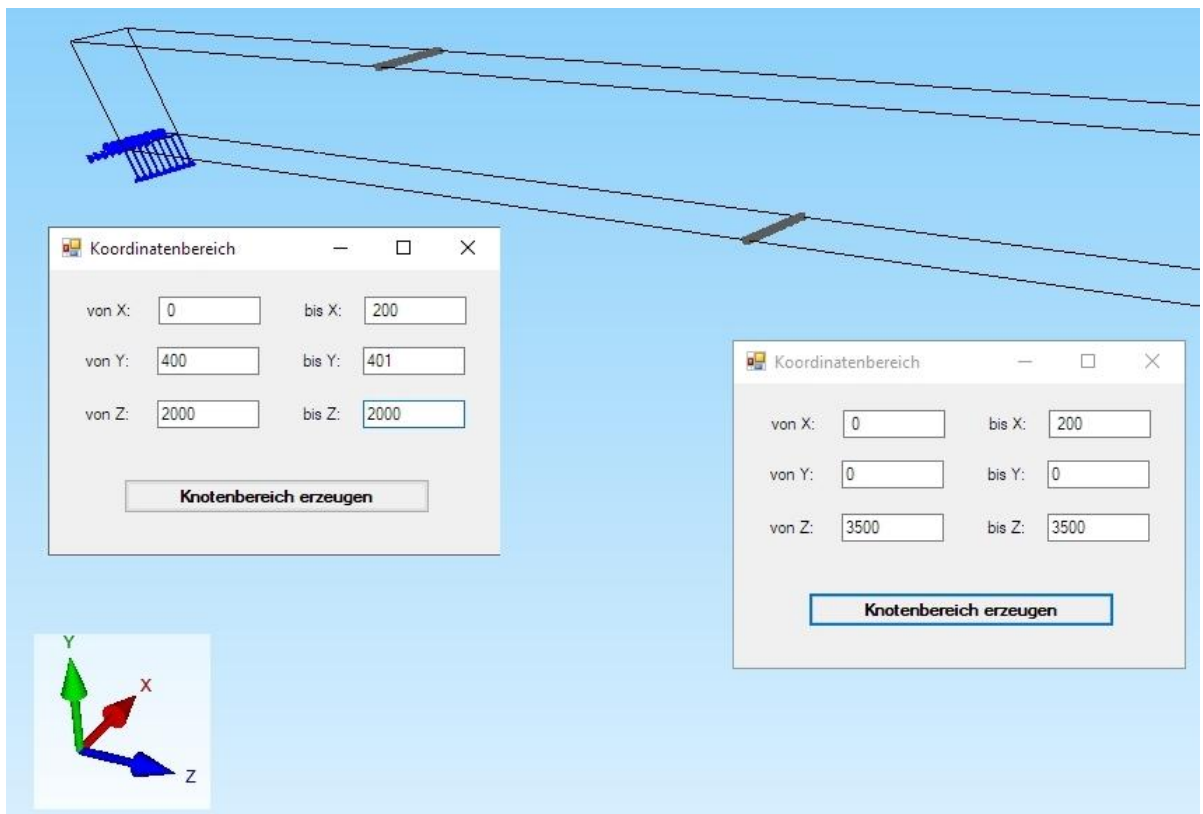 Koordinatenbereich
von X: 0 bis X: 200
von Y: 400 bis Y: 401
von Z: 2000 bis Z: 2000
Knotenbereich erzeugen
Koordinatenbereich
von X: 0 bis X: 200
von Y: 0 bis Y: 0
von Z: 3500 bis Z: 3500
Knotenbereich erzeugen
Y
X
Z